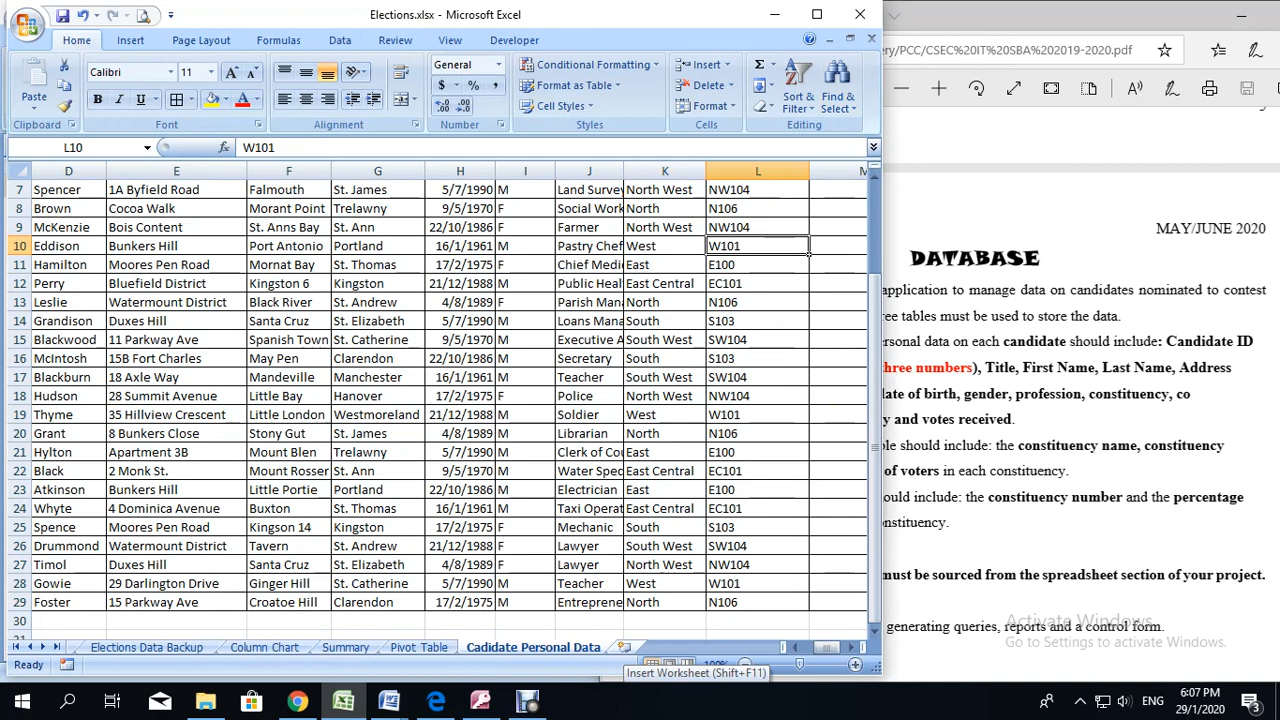 Elections.xlsx - Microsoft Excel
Home Insert Page Layout Formulas Data Review View Developer
Paste Calibri 11 General Conditional Formatting Insert Σ
B I U $ % , Format as Table Delete Sort & Find &
A Cell Styles Format Filter Select
Clipboard Font Alignment Number Styles Cells Editing
L10 fx W101
D E F G H I J K L M
7 Spencer 1A Byfield Road Falmouth St. James 5/7/1990 M Land Survey North West NW104
8 Brown Cocoa Walk Morant Point Trelawny 9/5/1970 F Social Work North N106
9 McKenzie Bois Content St. Anns Bay St. Ann 22/10/1986 F Farmer North West NW104
10 Eddison Bunkers Hill Port Antonio Portland 16/1/1961 M Pastry Chef West W101
11 Hamilton Moores Pen Road Mornat Bay St. Thomas 17/2/1975 F Chief Medi East E100
12 Perry Bluefield District Kingston 6 Kingston 21/12/1988 M Public Heal East Central EC101
13 Leslie Watermount District Black River St. Andrew 4/8/1989 F Parish Mana North N106
14 Grandison Duxes Hill Santa Cruz St. Elizabeth 5/7/1990 M Loans Mana South S103
15 Blackwood 11 Parkway Ave Spanish Town St. Catherine 9/5/1970 M Executive A South West SW104
16 McIntosh 15B Fort Charles May Pen Clarendon 22/10/1986 M Secretary South S103
17 Blackburn 18 Axle Way Mandeville Manchester 16/1/1961 M Teacher South West SW104
18 Hudson 28 Summit Avenue Little Bay Hanover 17/2/1975 F Police North West NW104
19 Thyme 35 Hillview Crescent Little London Westmoreland 21/12/1988 M Soldier West W101
20 Grant 8 Bunkers Close Stony Gut St. James 4/8/1989 M Librarian North N106
21 Hylton Apartment 3B Mount Blen Trelawny 5/7/1990 M Clerk of Cou East E100
22 Black 2 Monk St. Mount Rosser St. Ann 9/5/1970 M Water Spec East Central EC101
23 Atkinson Bunkers Hill Little Portie Portland 22/10/1986 M Electrician East E100
24 Whyte 4 Dominica Avenue Buxton St. Thomas 16/1/1961 M Taxi Operat East Central EC101
25 Spence Moores Pen Road Kingson 14 Kingston 17/2/1975 F Mechanic South S103
26 Drummond Watermount District Tavern St. Andrew 21/12/1988 F Lawyer South West SW104
27 Timol Duxes Hill Santa Cruz St. Elizabeth 4/8/1989 F Lawyer North West NW104
28 Gowie 29 Darlington Drive Ginger Hill St. Catherine 5/7/1990 M Teacher West W101
29 Foster 15 Parkway Ave Croatoe Hill Clarendon 17/2/1975 M Entreprene North N106
30
Elections Data Backup Column Chart Summary Pivot Table Cadidate Personal Data
Ready
Insert Worksheet (Shift+F11)
ery/PCC/CSEC%20IT%20SBA%202019-2020.pdf
MAY/JUNE 2020
DATABASE
application to manage data on candidates nominated to contest
ree tables must be used to store the data.
ersonal data on each candidate should include: Candidate ID
three numbers), Title, First Name, Last Name, Address
late of birth, gender, profession, constituency, co
y and votes received.
ble should include: the constituency name, constituency
of voters in each constituency.
hould include: the constituency number and the percentage
onstituency.
must be sourced from the spreadsheet section of your project.
generating queries, reports and a control form.
Activate Windows
Go to Settings to activate Windows.
ENG 6:07 PM
29/1/2020
3